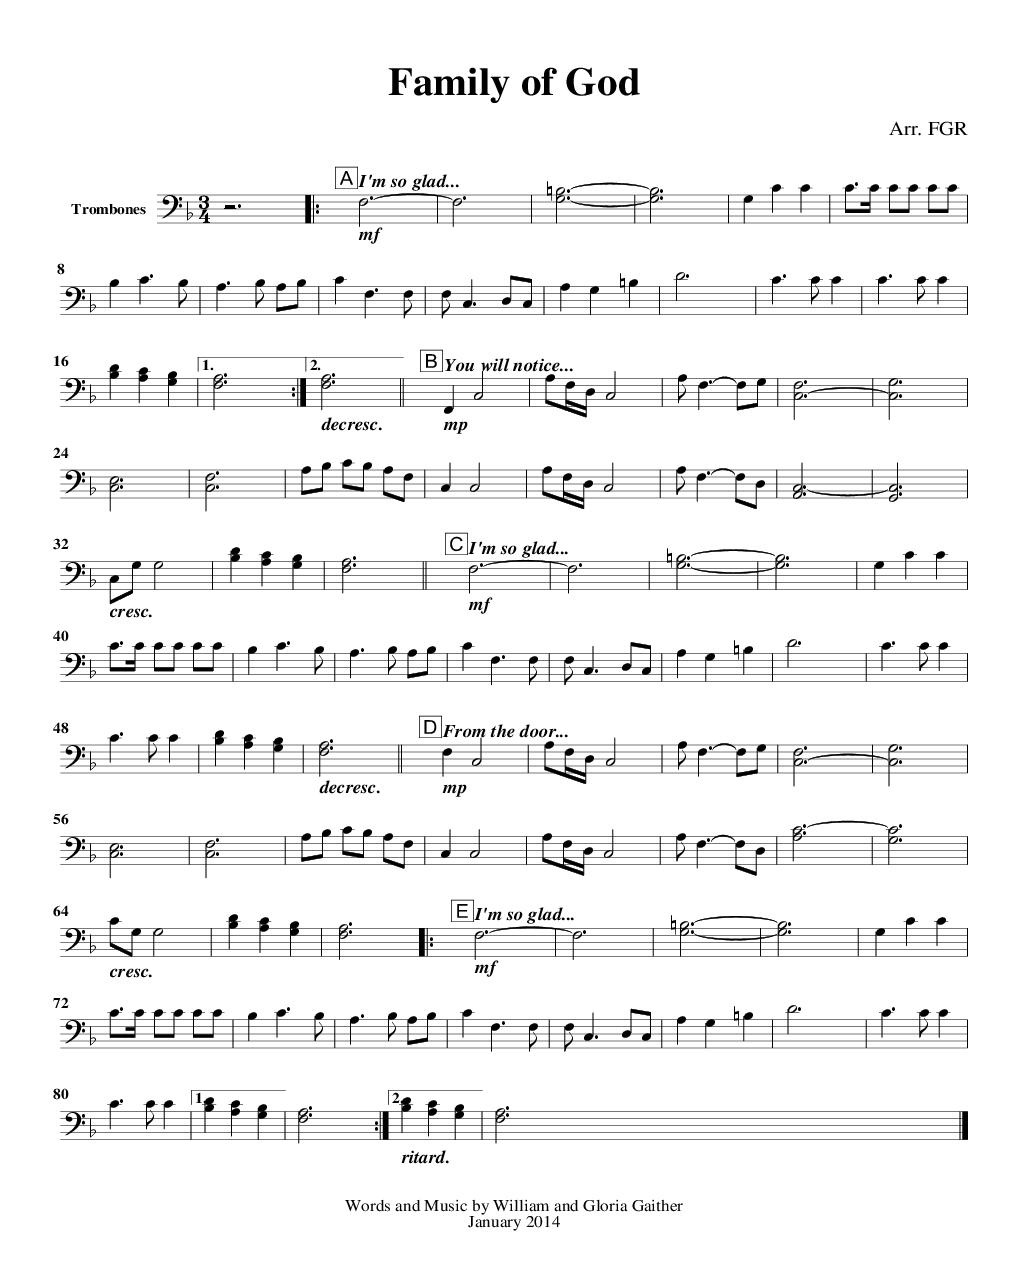 Family of God
Arr. FGR
A I'm so glad...
Trombones
3/4
mf
8
16
1.
2.
B You will notice...
decresc.
mp
24
32
C I'm so glad...
cresc.
mf
40
48
D From the door...
decresc.
mp
56
64
E I'm so glad...
cresc.
mf
72
80
1.
2.
ritard.
Words and Music by William and Gloria Gaither
January 2014